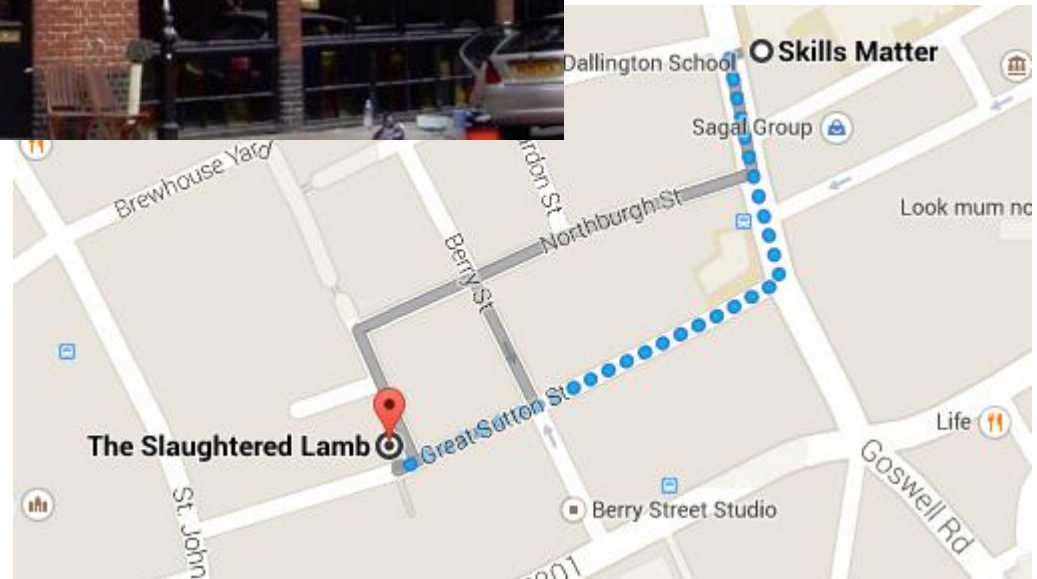 Dallington School
Skills Matter
Sagal Group
Brewhouse Yard
Northburgh St
Look mum no
Berry St
Great Sutton St
The Slaughtered Lamb
Life
Goswell Rd
St. John
Berry Street Studio